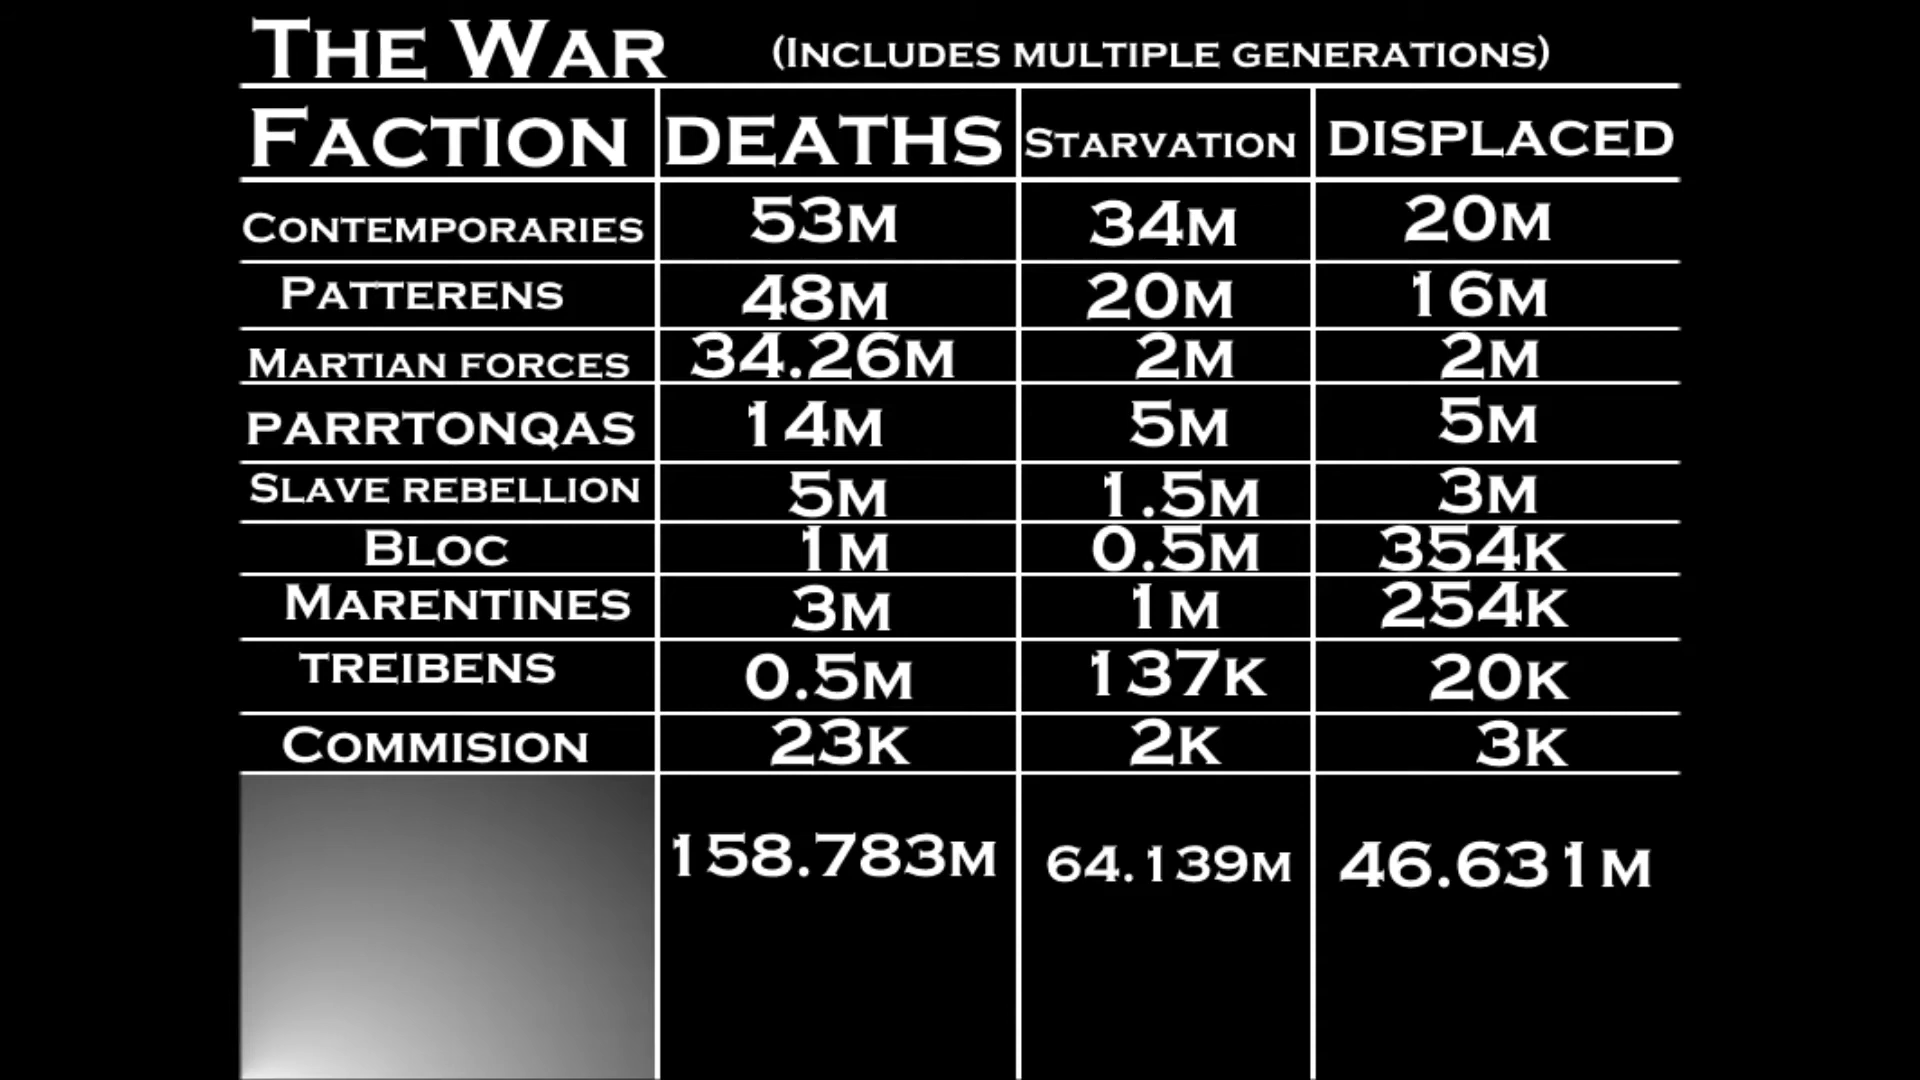 The War (Includes multiple generations)
Faction DEATHS Starvation DISPLACED
Contemporaries 53M 34M 20M
Patterens 48M 20M 16M
Martian forces 34.26M 2M 2M
PARRTONQAS 14M 5M 5M
Slave rebellion 5M 1.5M 3M
Bloc 1M 0.5M 354K
Marentines 3M 1M 254K
TREIBENS 0.5M 137K 20K
Commision 23K 2K 3K
158.783M 64.139M 46.631M